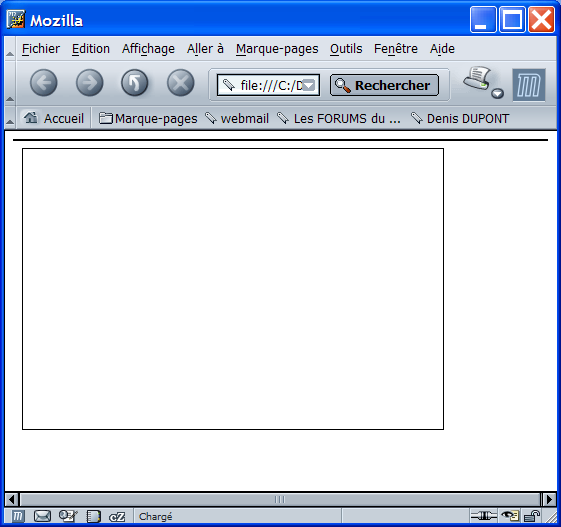 Mozilla
Fichier Edition Affichage Aller à Marque-pages Outils Fenêtre Aide
file:///C:/D Rechercher
Accueil Marque-pages webmail Les FORUMS du ... Denis DUPONT
Chargé